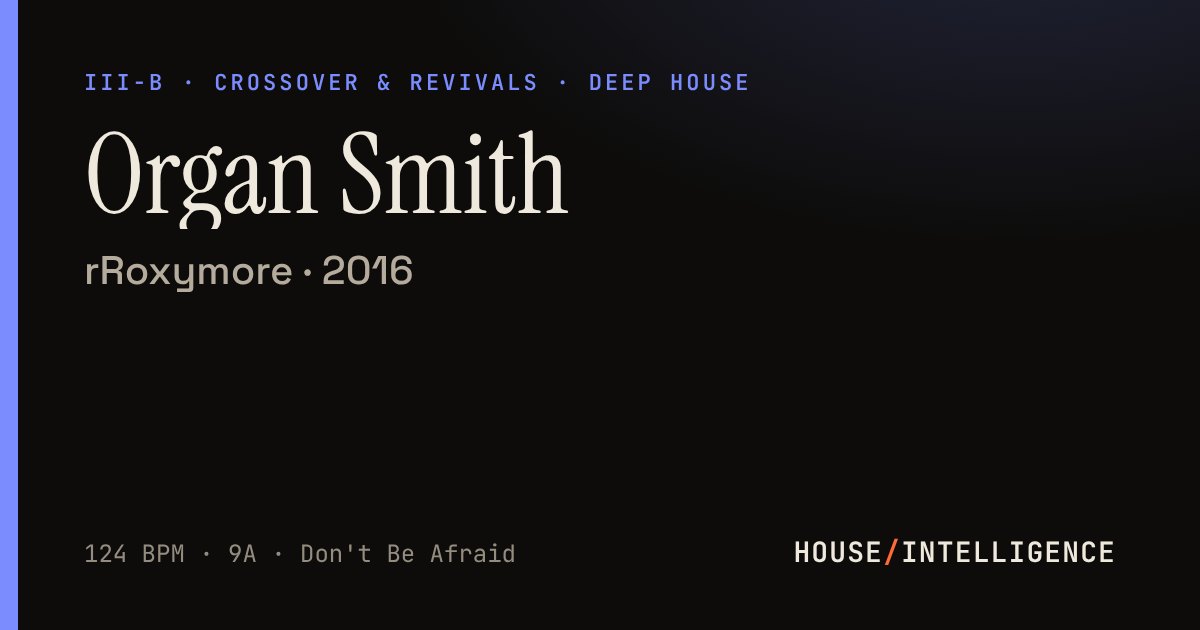 III-B · CROSSOVER & REVIVALS · DEEP HOUSE
Organ Smith
rRoxymore · 2016
124 BPM · 9A · Don't Be Afraid
HOUSE/INTELLIGENCE